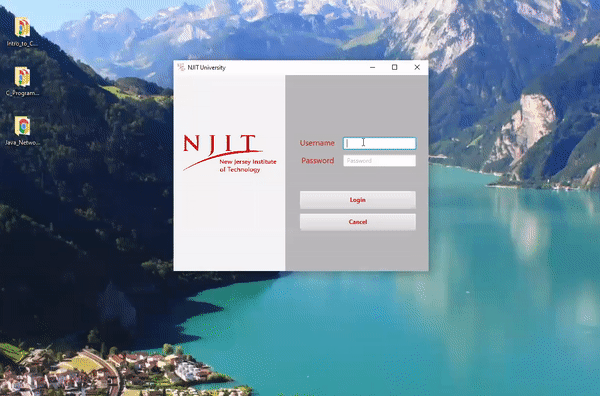 Intro_to_C...
C_Program...
Java_Netwo...
NJIT University
NJIT
New Jersey Institute
of Technology
Username
Password
Password
Login
Cancel